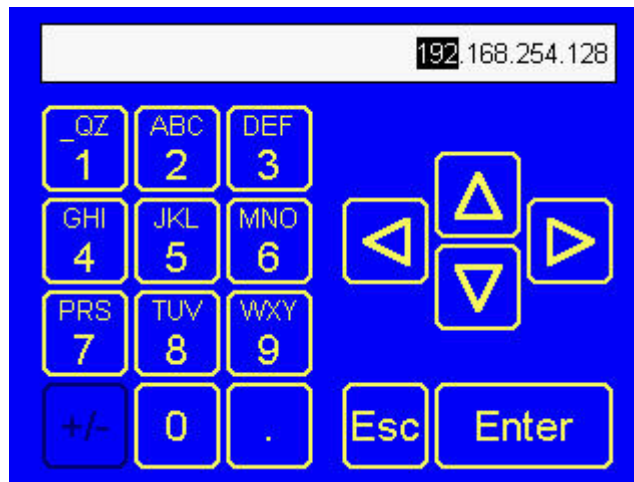 192.168.254.128
_QZ ABC DEF
1 2 3
GHI JKL MNO
4 5 6
PRS TUV WXY
7 8 9
+/- 0 . Esc Enter